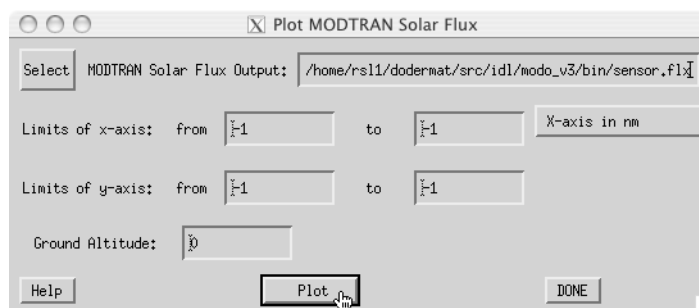 Plot MODTRAN Solar Flux
Select MODTRAN Solar Flux Output: /home/rsl1/dodermat/src/idl/modo_v3/bin/sensor.flx
Limits of x-axis: from -1 to -1 X-axis in nm
Limits of y-axis: from -1 to -1
Ground Altitude: 0
Help Plot DONE